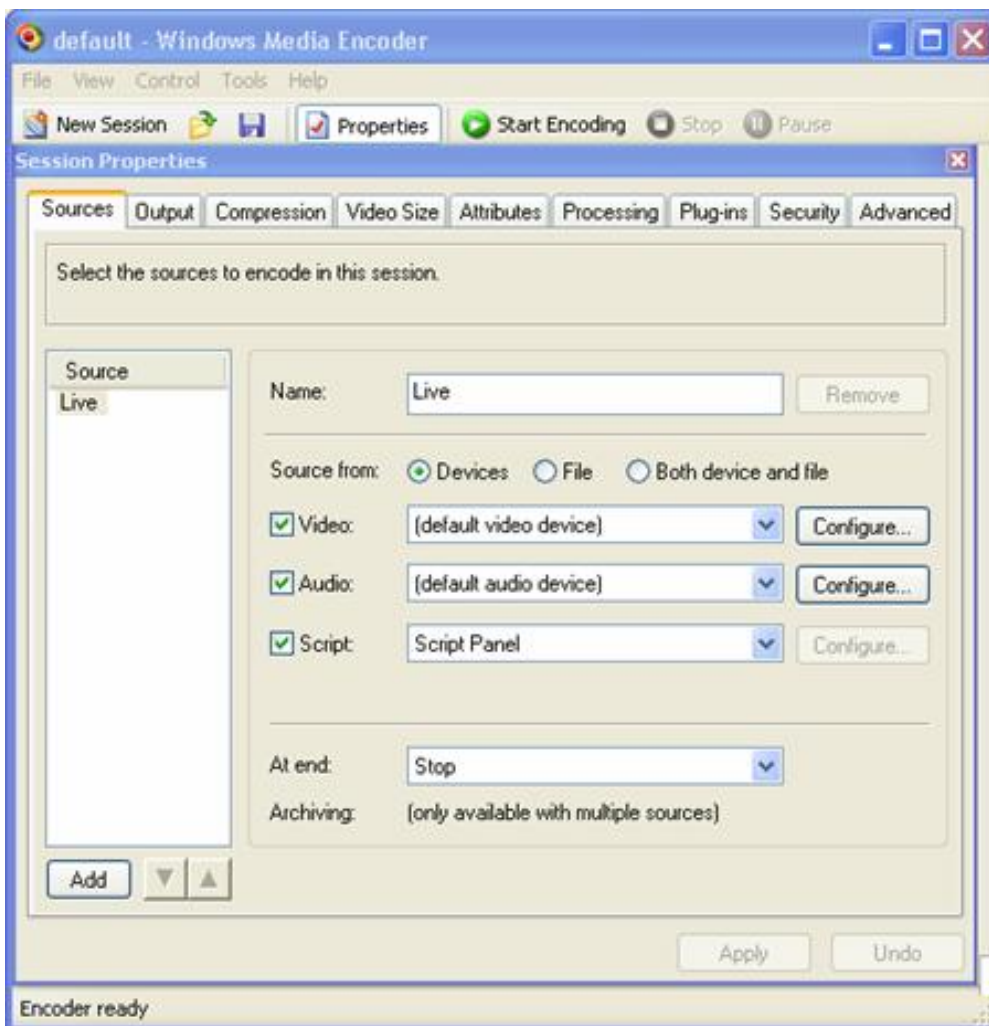 default - Windows Media Encoder
File View Control Tools Help
New Session Properties Start Encoding Stop Pause
Session Properties
Sources Output Compression Video Size Attributes Processing Plug-ins Security Advanced
Select the sources to encode in this session.
Source
Live
Name: Live Remove
Source from: Devices File Both device and file
Video: (default video device) Configure...
Audio: (default audio device) Configure...
Script: Script Panel Configure...
At end: Stop
Archiving: (only available with multiple sources)
Add
Apply Undo
Encoder ready